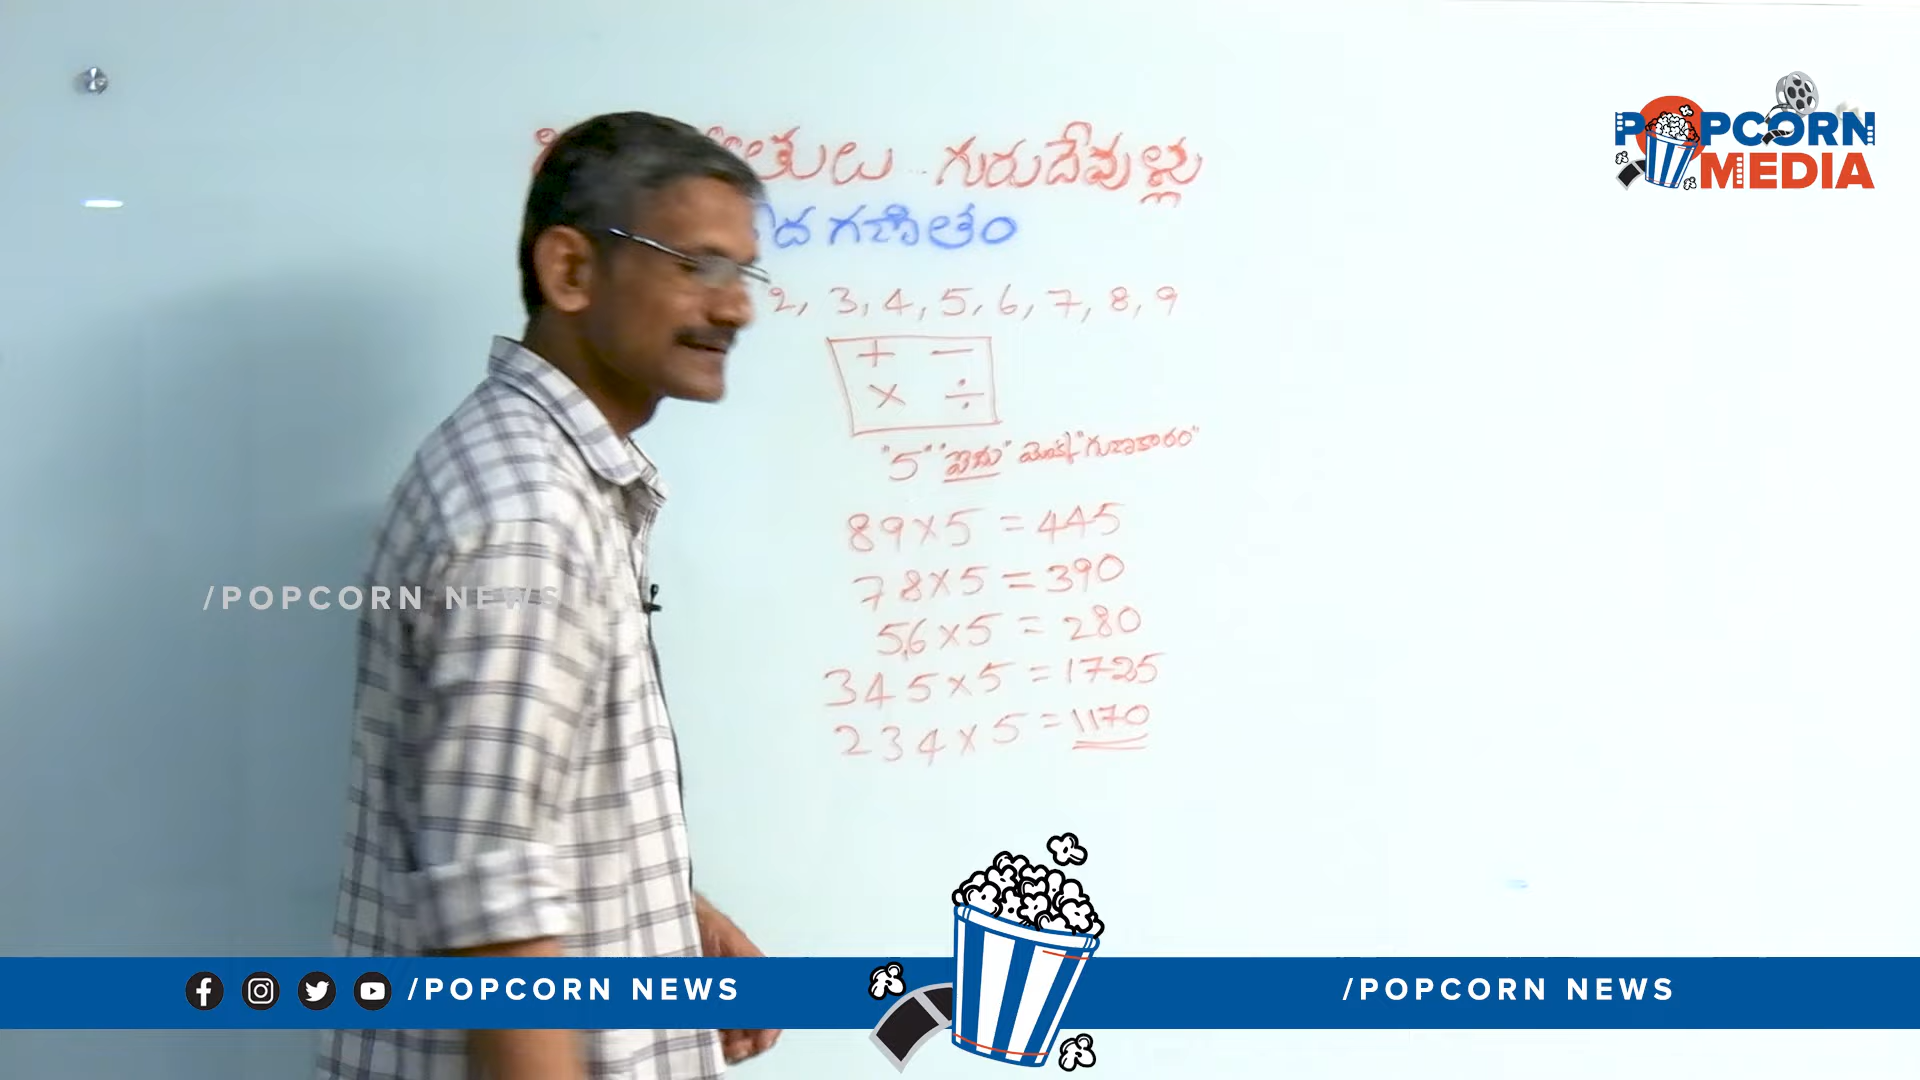 POPCORN
MEDIA
గురుదేవుళ్లు
గణితం
2, 3, 4, 5, 6, 7, 8, 9
+ −
× ÷
"5" "ఐదు" యొక్క "గుణకారం"
89×5 = 445
78×5 = 390
56×5 = 280
345×5 = 1725
234×5 = 1170
/POPCORN NEWS
/POPCORN NEWS
/POPCORN NEWS